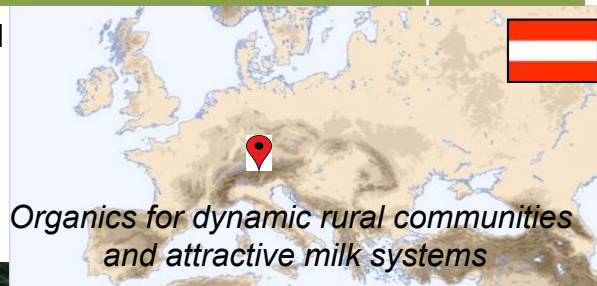 Organics for dynamic rural communities
and attractive milk systems